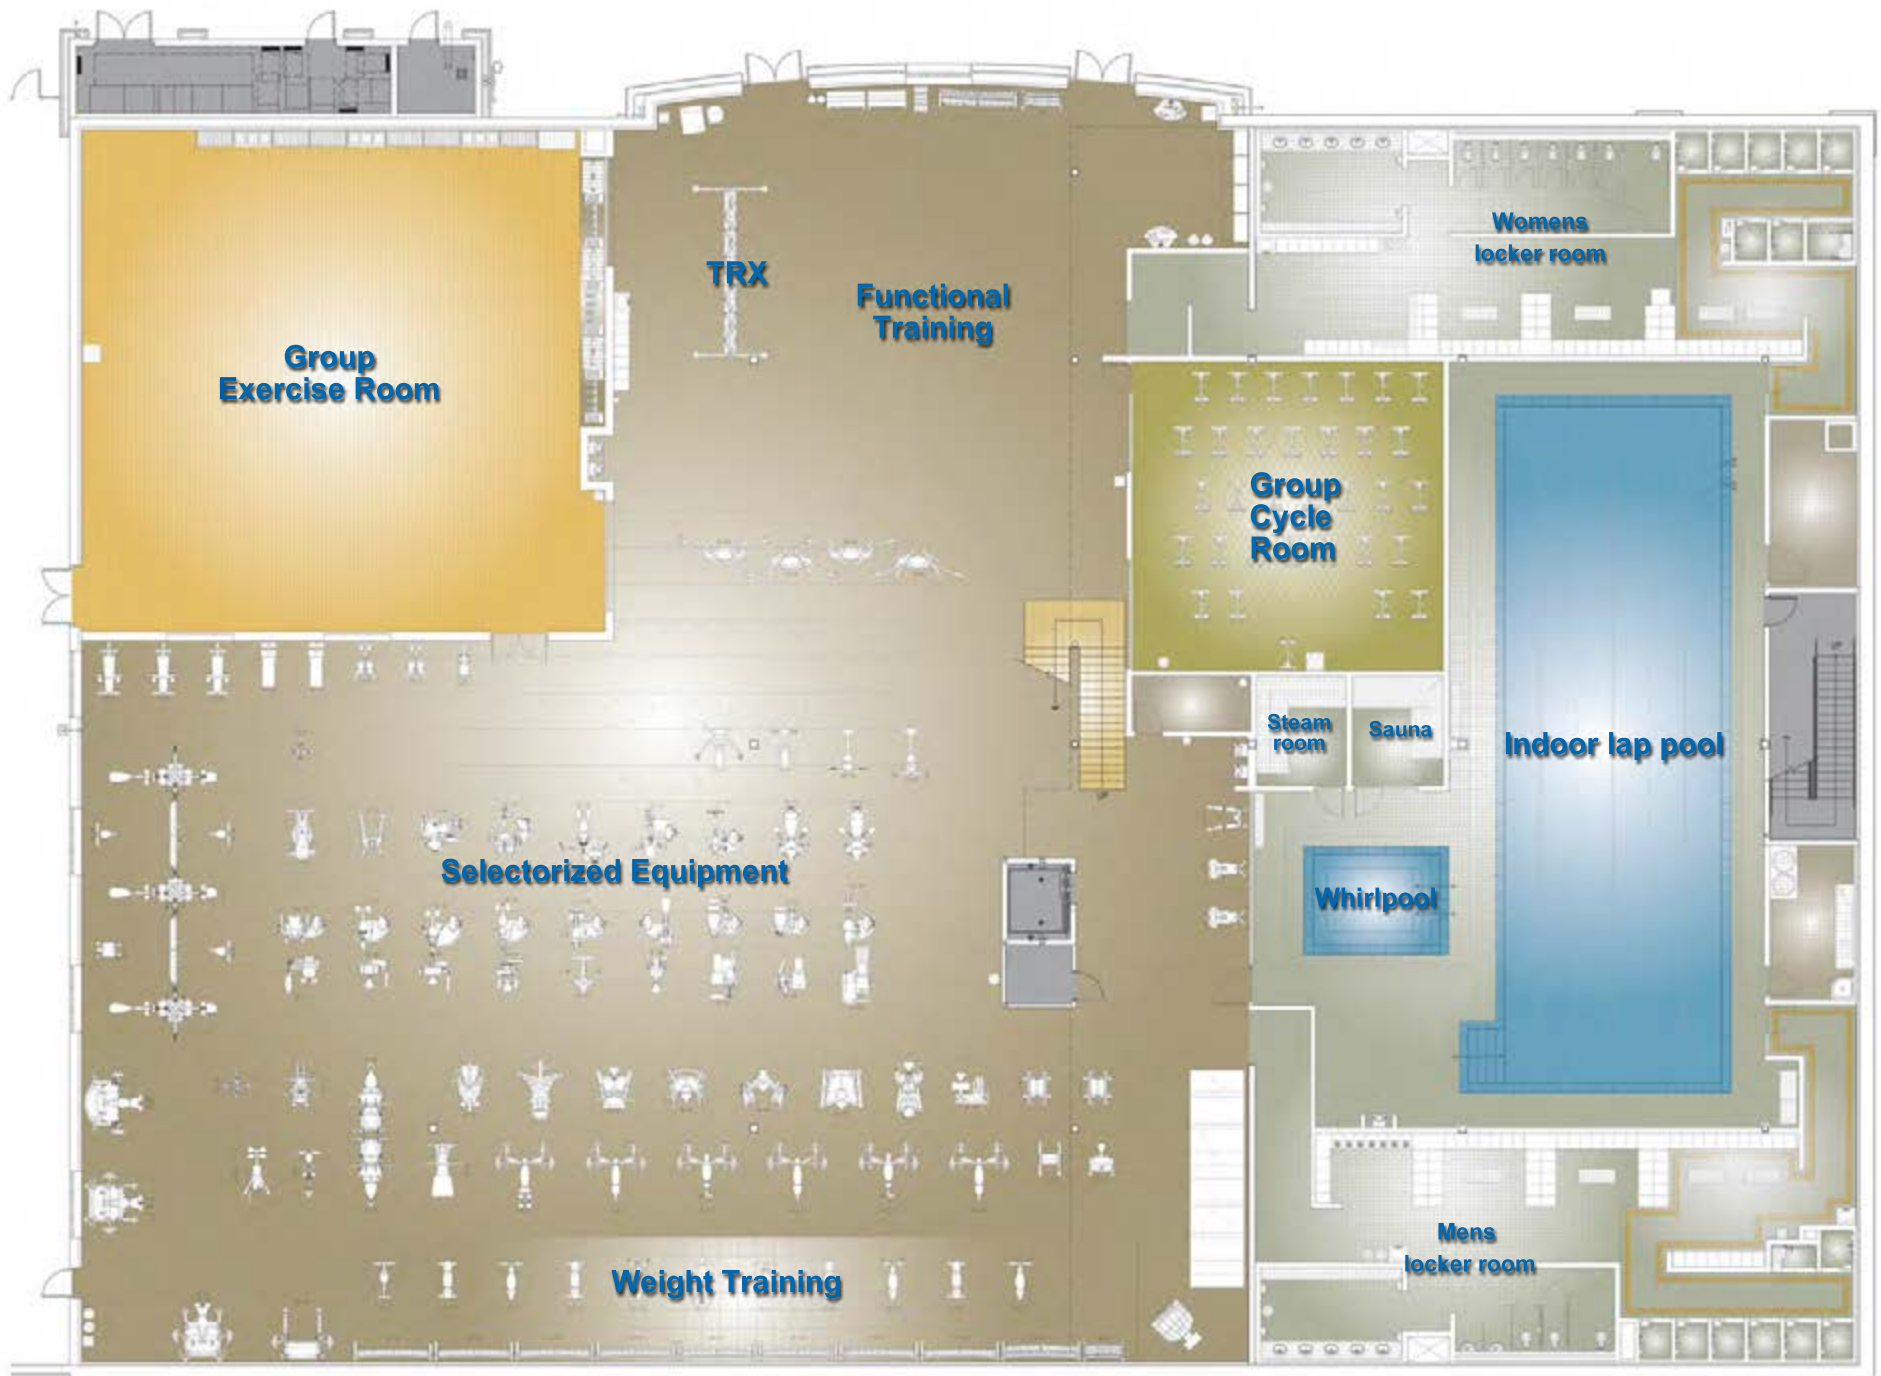 Womens
locker room
TRX
Functional
Training
Group
Exercise Room
Group
Cycle
Room
Steam
room
Sauna
Indoor lap pool
Selectorized Equipment
Whirlpool
Mens
locker room
Weight Training